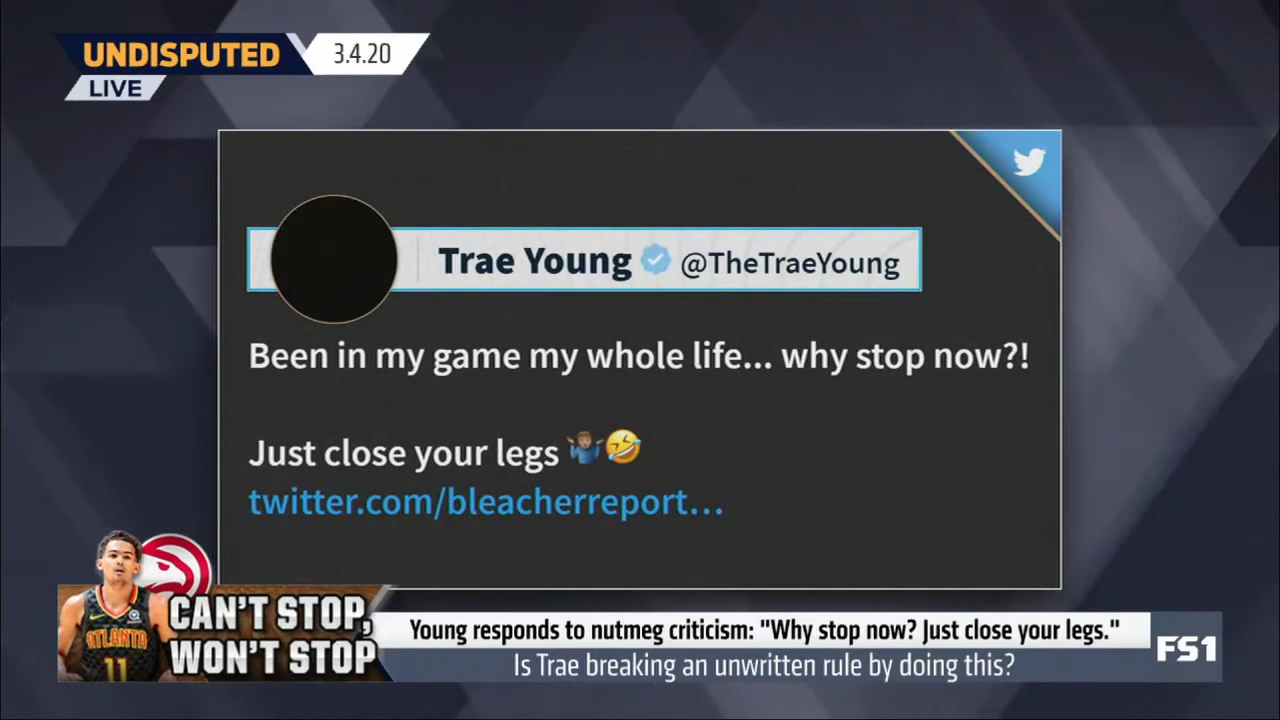 UNDISPUTED
3.4.20
LIVE
Trae Young @TheTraeYoung
Been in my game my whole life... why stop now?!
Just close your legs 🤷🏽‍♂️🤣
twitter.com/bleacherreport...
ATLANTA
11
CAN'T STOP,
WON'T STOP
Young responds to nutmeg criticism: "Why stop now? Just close your legs."
Is Trae breaking an unwritten rule by doing this?
FS1